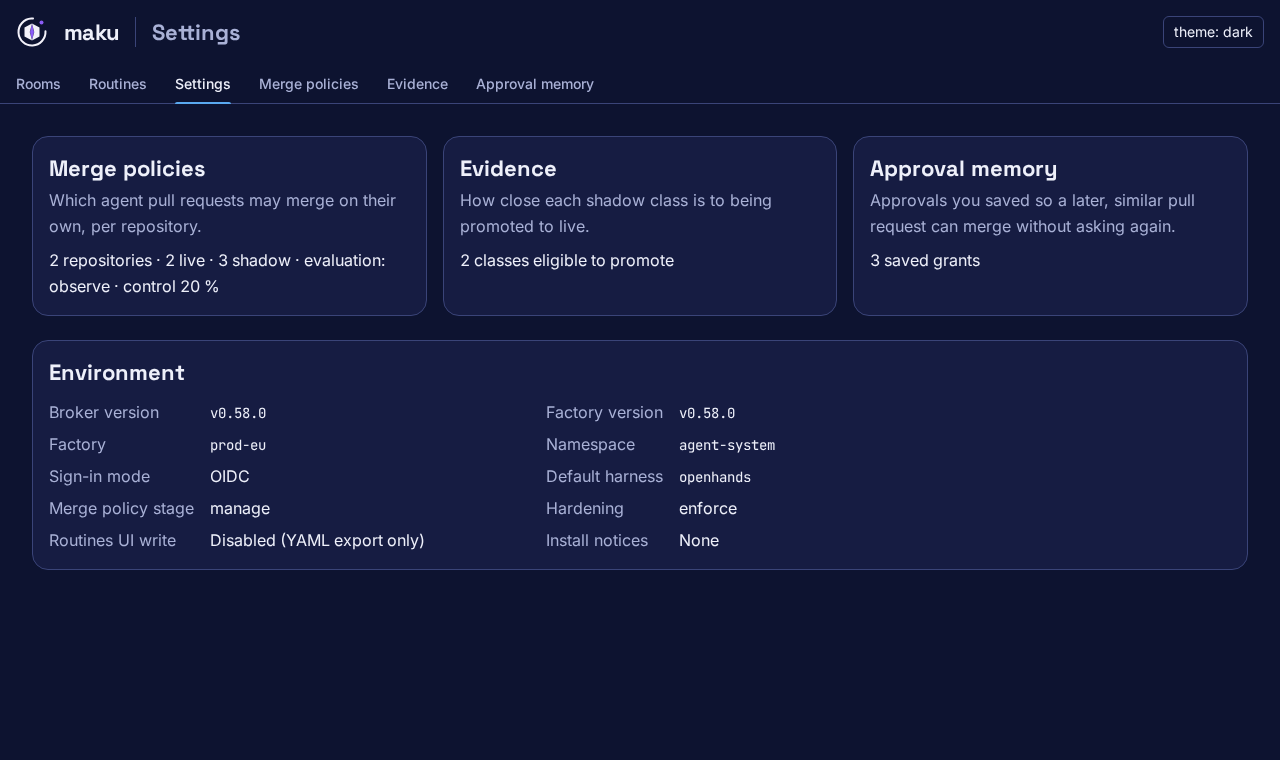 maku
Settings
theme: dark
Rooms
Routines
Settings
Merge policies
Evidence
Approval memory
Merge policies
Which agent pull requests may merge on their
own, per repository.
2 repositories · 2 live · 3 shadow · evaluation:
observe · control 20 %
Evidence
How close each shadow class is to being
promoted to live.
2 classes eligible to promote
Approval memory
Approvals you saved so a later, similar pull
request can merge without asking again.
3 saved grants
Environment
Broker version v0.58.0
Factory version v0.58.0
Factory prod-eu
Namespace agent-system
Sign-in mode OIDC
Default harness openhands
Merge policy stage manage
Hardening enforce
Routines UI write Disabled (YAML export only)
Install notices None